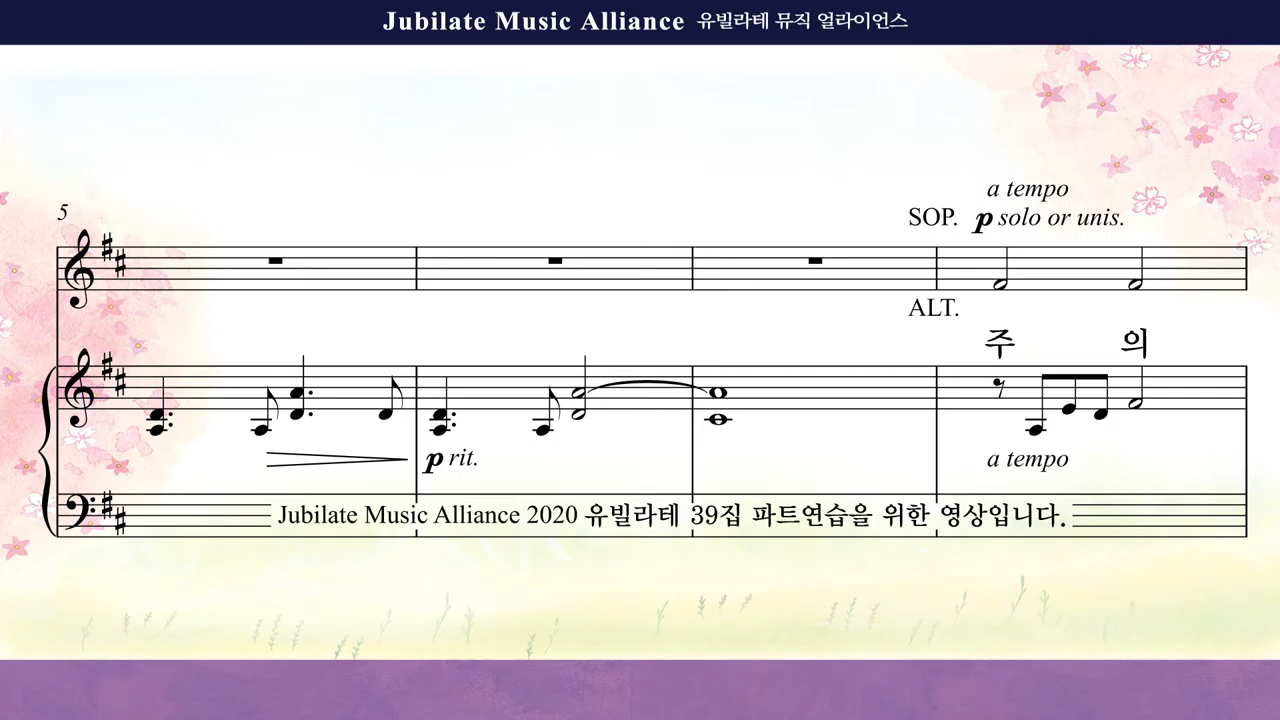 Jubilate Music Alliance 유빌라테 뮤직 얼라이언스
a tempo
5
SOP. p solo or unis.
ALT.
주 의
p rit.
a tempo
Jubilate Music Alliance 2020 유빌라테 39집 파트연습을 위한 영상입니다.